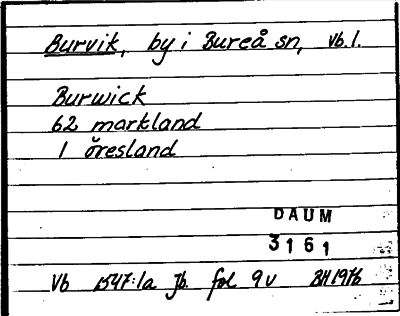 Burvik, by i Bureå sn, Vb.l.
Burwick
62 markland
1 öresland
DAUM
3161
Vb 1547:1a Jb. fol 9v BH1976